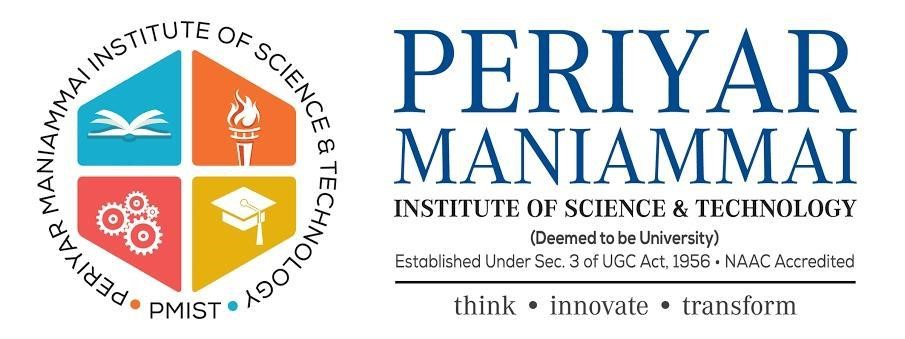 PERIYAR MANIAMMAI INSTITUTE OF SCIENCE & TECHNOLOGY
• PMIST •
PERIYAR
MANIAMMAI
INSTITUTE OF SCIENCE & TECHNOLOGY
(Deemed to be University)
Established Under Sec. 3 of UGC Act, 1956 • NAAC Accredited
think • innovate • transform